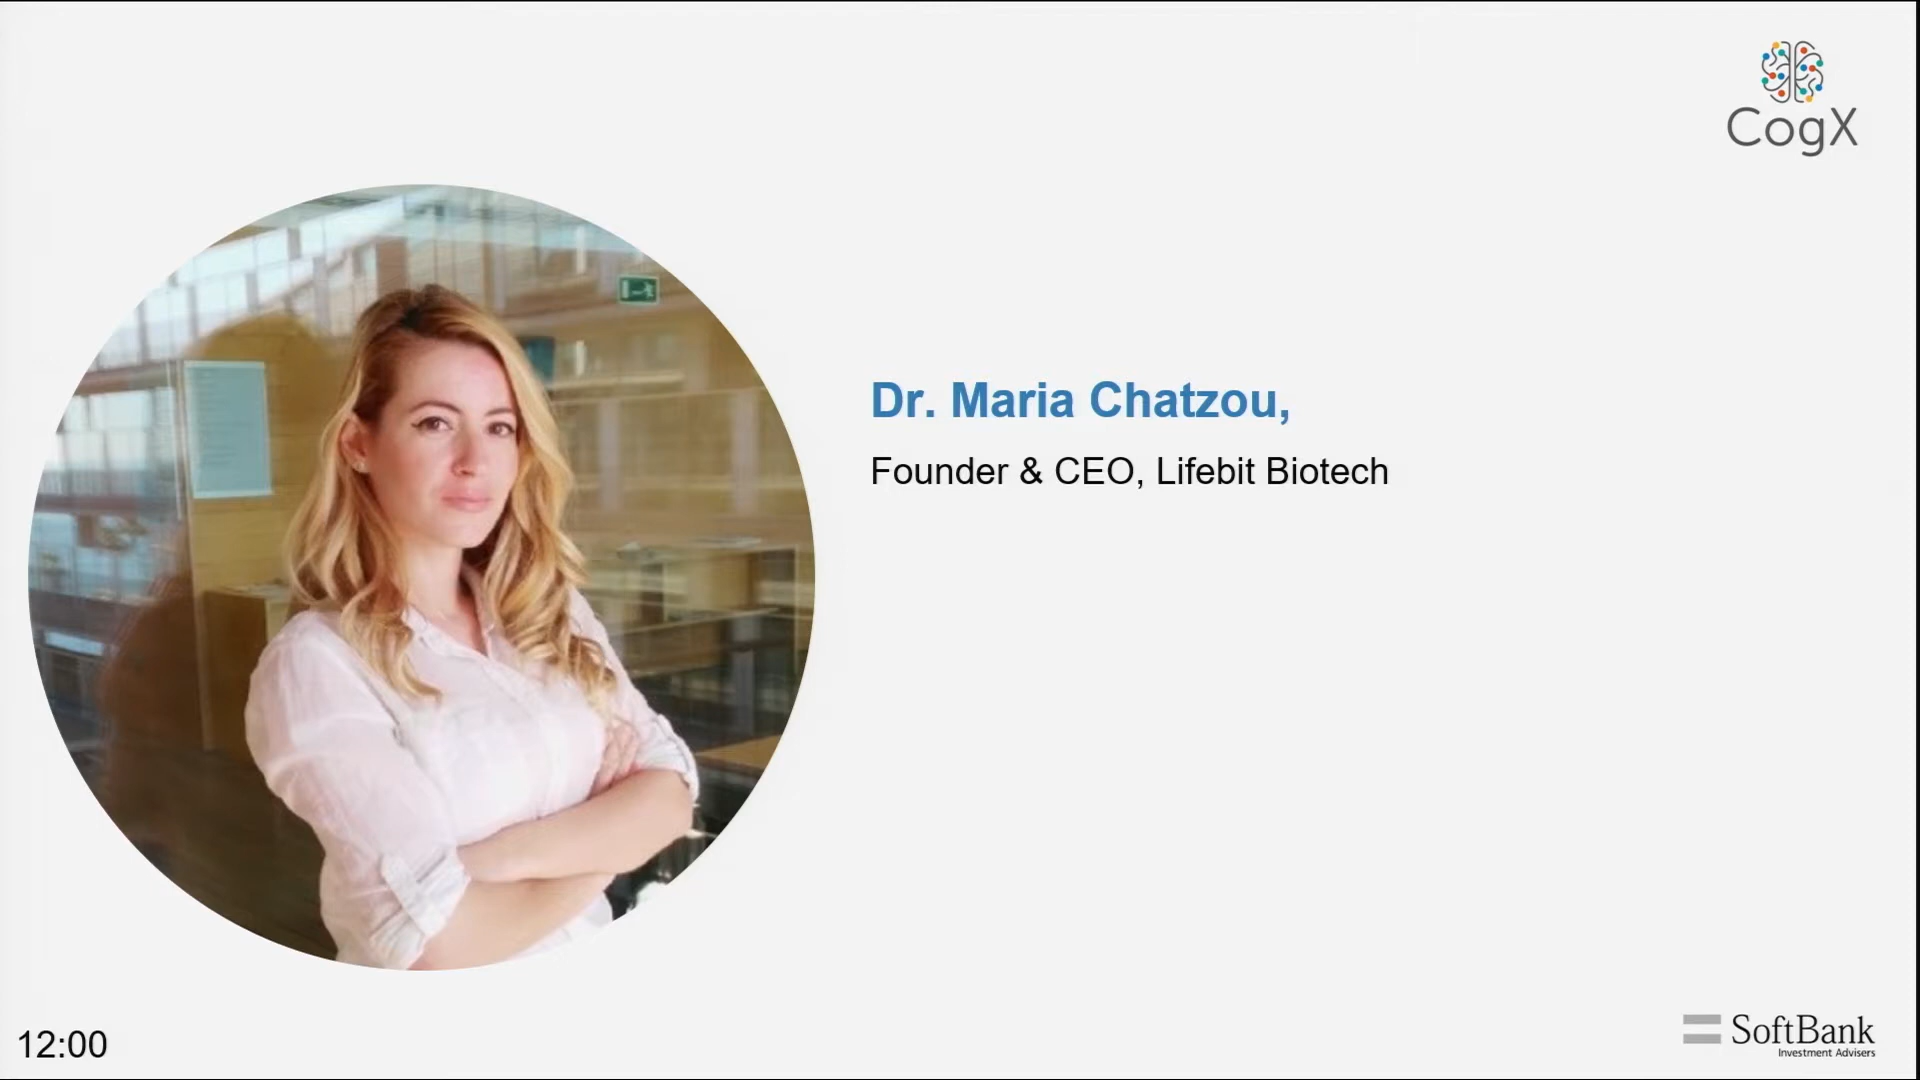 CogX
Dr. Maria Chatzou,
Founder & CEO, Lifebit Biotech
12:00
SoftBank
Investment Advisers